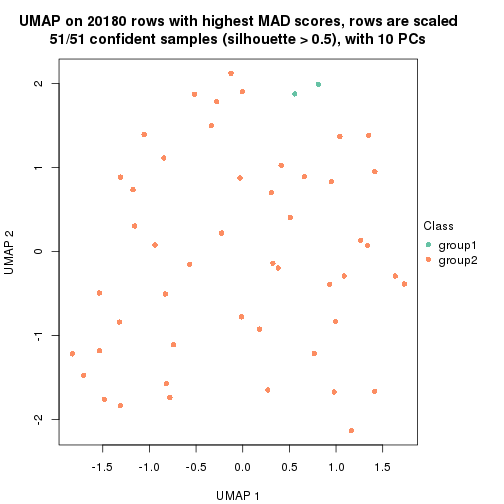 UMAP on 20180 rows with highest MAD scores, rows are scaled
51/51 confident samples (silhouette > 0.5), with 10 PCs
2
1
0
-1
-2
UMAP 2
-1.5 -1.0 -0.5 0.0 0.5 1.0 1.5
UMAP 1
Class
group1
group2